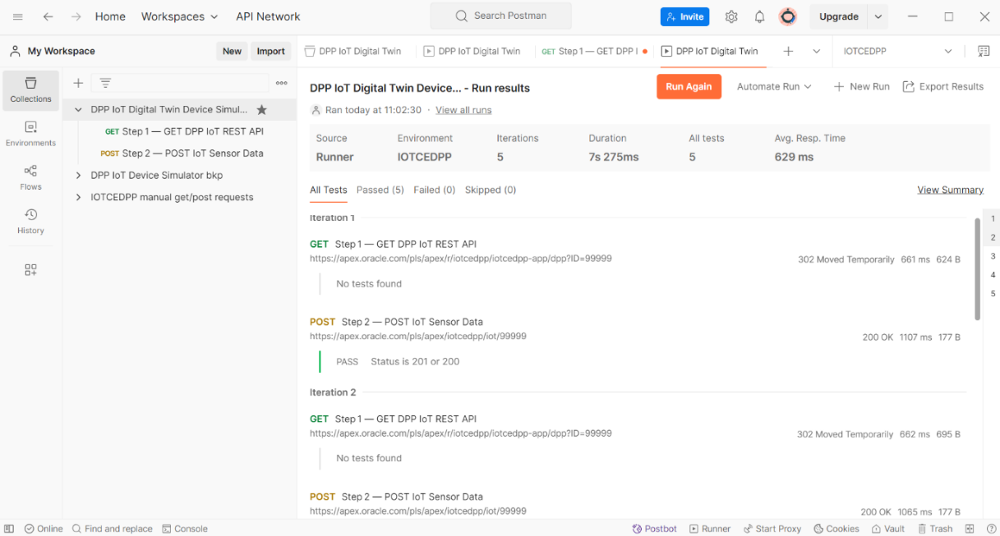 Home Workspaces API Network Search Postman Invite Upgrade
My Workspace New Import DPP IoT Digital Twin DPP IoT Digital Twin GET Step 1 — GET DPP I DPP IoT Digital Twin IOTCEDPP
Collections
Environments
Flows
History
DPP IoT Digital Twin Device Simul...
GET Step 1 — GET DPP IoT REST API
POST Step 2 — POST IoT Sensor Data
DPP IoT Device Simulator bkp
IOTCEDPP manual get/post requests
DPP IoT Digital Twin Device... - Run results Run Again Automate Run New Run Export Results
Ran today at 11:02:30 · View all runs
Source Environment Iterations Duration All tests Avg. Resp. Time
Runner IOTCEDPP 5 7s 275ms 5 629 ms
All Tests Passed (5) Failed (0) Skipped (0) View Summary
Iteration 1
GET Step 1 — GET DPP IoT REST API
https://apex.oracle.com/pls/apex/r/iotcedpp/iotcedpp-app/dpp?ID=99999 302 Moved Temporarily 661 ms 624 B
No tests found
POST Step 2 — POST IoT Sensor Data
https://apex.oracle.com/pls/apex/iotcedpp/iot/99999 200 OK 1107 ms 177 B
PASS Status is 201 or 200
Iteration 2
GET Step 1 — GET DPP IoT REST API
https://apex.oracle.com/pls/apex/r/iotcedpp/iotcedpp-app/dpp?ID=99999 302 Moved Temporarily 662 ms 695 B
No tests found
POST Step 2 — POST IoT Sensor Data
https://apex.oracle.com/pls/apex/iotcedpp/iot/99999 200 OK 1065 ms 177 B
1
2
3
4
5
Online Find and replace Console Postbot Runner Start Proxy Cookies Vault Trash